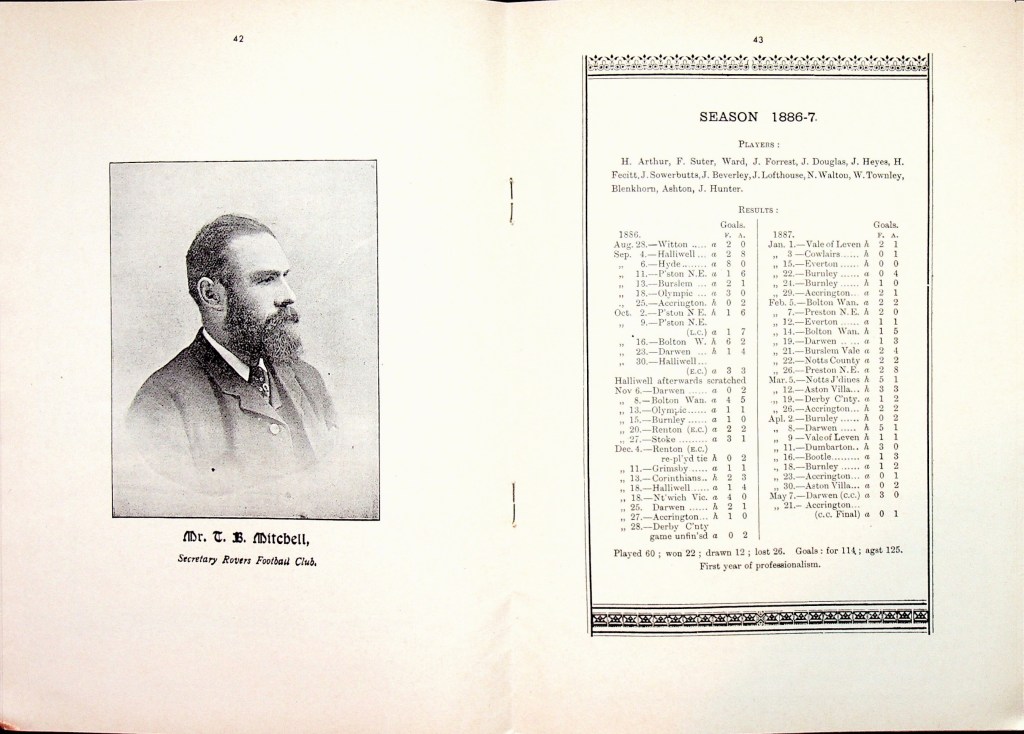 42
Mr. T. B. Mitchell,
Secretary Rovers Football Club.
43
SEASON 1886-7.
PLAYERS :
H. Arthur, F. Suter, Ward, J. Forrest, J. Douglas, J. Heyes, H.
Fecitt, J. Sowerbutts, J. Beverley, J. Lofthouse, N. Walton, W. Townley,
Blenkhorn, Ashton, J. Hunter.
RESULTS :
Goals.
1886. F. A.
Aug. 28.—Witton ..... a 2 0
Sep. 4.—Halliwell ... a 2 8
„ 6.—Hyde ........ a 8 0
„ 11.—P'ston N.E. a 1 6
„ 13.—Burslem ... a 2 1
„ 18.—Olympic ... a 3 0
„ 25.—Accrington. h 0 2
Oct. 2.—P'st'n N E. h 1 6
„ 9.—P'ston N.E.
(L.C.) a 1 7
„ 16.—Bolton W. h 6 2
„ 23.—Darwen ... h 1 4
„ 30.—Halliwell...
(E.C.) a 3 3
Halliwell afterwards scratched
Nov 6.—Darwen ...... a 0 2
„ 8.—Bolton Wan. a 4 5
„ 13.—Olympic...... a 1 1
„ 15.—Burnley ...... a 1 0
„ 20.—Renton (E.C.) a 2 2
„ 27.—Stoke ......... a 3 1
Dec. 4.—Renton (E.C.)
re-pl'yd tie h 0 2
„ 11.—Grimsby ...... a 1 1
„ 13.—Corinthians.. h 2 3
„ 18.—Halliwell ...... a 1 4
„ 18.—Nt'wich Vic. a 4 0
„ 25. Darwen ...... h 2 1
„ 27.—Accrington... h 1 0
„ 28.—Derby C'nty
game unfin'sd a 0 2
Goals.
1887. F. A.
Jan. 1.—Vale of Leven h 2 1
„ 3 —Cowlairs...... h 0 1
„ 15.—Everton ...... h 0 0
„ 22.—Burnley ...... a 0 4
„ 24.—Burnley ...... h 1 0
„ 29.—Accrington... a 2 1
Feb. 5.—Bolton Wan. a 2 2
„ 7.—Preston N.E. h 2 0
„ 12.—Everton ...... a 1 1
„ 14.—Bolton Wan. h 1 5
„ 19.—Darwen ...... a 1 3
„ 21.—Burslem Vale a 2 4
„ 22.—Notts County a 2 2
„ 26.—Preston N.E. a 2 8
Mar. 5.—Notts J'dines h 5 1
„ 12.—Aston Villa... h 3 3
„ 19.—Derby C'nty. a 1 2
„ 26.—Accrington... h 2 2
Apl. 2.—Burnley ...... h 0 2
„ 8.—Darwen ...... h 5 1
„ 9 —Vale of Leven h 1 1
„ 11.—Dumbarton.. h 3 0
„ 16.—Bootle......... a 1 3
„ 18.—Burnley ...... a 1 2
„ 23.—Accrington... a 0 1
„ 30.—Aston Villa... a 0 2
May 7.—Darwen (C.C.) a 3 0
„ 21.— Accrington...
(C.C. Final) a 0 1
Played 60 ; won 22 ; drawn 12 ; lost 26. Goals : for 114 ; agst 125.
First year of professionalism.